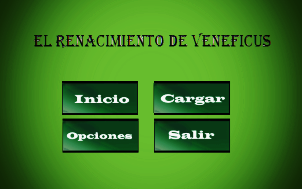 EL RENACIMIENTO DE VENEFICUS
Inicio
Cargar
Opciones
Salir